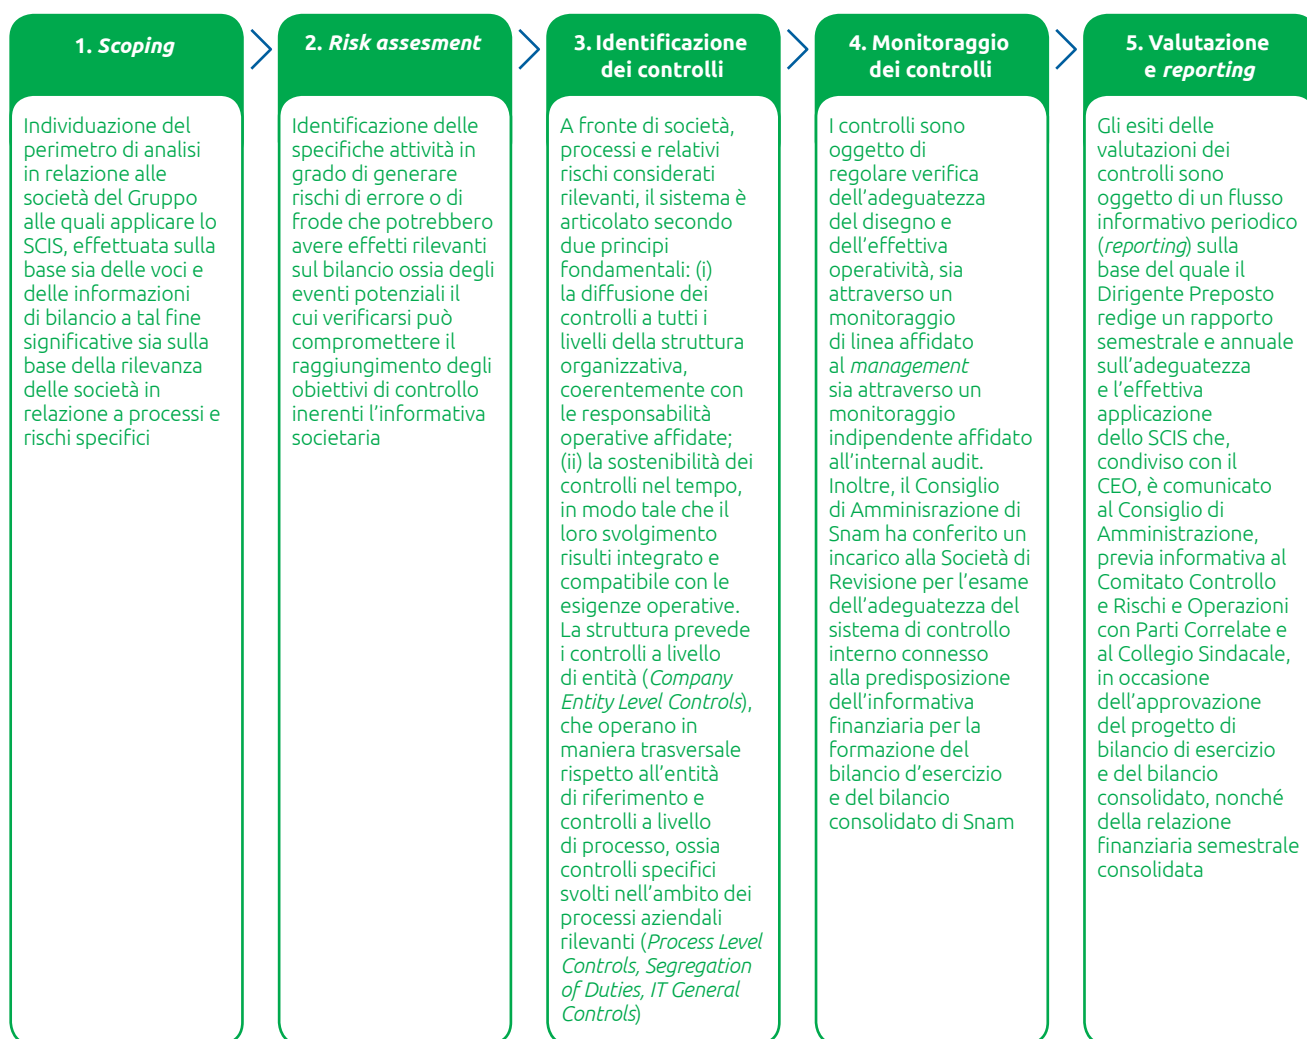 1. Scoping
Individuazione del
perimetro di analisi
in relazione alle
società del Gruppo
alle quali applicare lo
SCIS, effettuata sulla
base sia delle voci e
delle informazioni
di bilancio a tal fine
significative sia sulla
base della rilevanza
delle società in
relazione a processi e
rischi specifici
2. Risk assesment
Identificazione delle
specifiche attività in
grado di generare
rischi di errore o di
frode che potrebbero
avere effetti rilevanti
sul bilancio ossia degli
eventi potenziali il
cui verificarsi può
compromettere il
raggiungimento degli
obiettivi di controllo
inerenti l'informativa
societaria
3. Identificazione
dei controlli
A fronte di società,
processi e relativi
rischi considerati
rilevanti, il sistema è
articolato secondo
due principi
fondamentali: (i)
la diffusione dei
controlli a tutti i
livelli della struttura
organizzativa,
coerentemente con
le responsabilità
operative affidate;
(ii) la sostenibilità dei
controlli nel tempo,
in modo tale che il
loro svolgimento
risulti integrato e
compatibile con le
esigenze operative.
La struttura prevede
i controlli a livello
di entità (Company
Entity Level Controls),
che operano in
maniera trasversale
rispetto all'entità
di riferimento e
controlli a livello
di processo, ossia
controlli specifici
svolti nell'ambito dei
processi aziendali
rilevanti (Process Level
Controls, Segregation
of Duties, IT General
Controls)
4. Monitoraggio
dei controlli
I controlli sono
oggetto di
regolare verifica
dell'adeguatezza
del disegno e
dell'effettiva
operatività, sia
attraverso un
monitoraggio
di linea affidato
al management
sia attraverso un
monitoraggio
indipendente affidato
all'internal audit.
Inoltre, il Consiglio
di Amminisrazione di
Snam ha conferito un
incarico alla Società di
Revisione per l'esame
dell'adeguatezza del
sistema di controllo
interno connesso
alla predisposizione
dell'informativa
finanziaria per la
formazione del
bilancio d'esercizio
e del bilancio
consolidato di Snam
5. Valutazione
e reporting
Gli esiti delle
valutazioni dei
controlli sono
oggetto di un flusso
informativo periodico
(reporting) sulla
base del quale il
Dirigente Preposto
redige un rapporto
semestrale e annuale
sull'adeguatezza
e l'effettiva
applicazione
dello SCIS che,
condiviso con il
CEO, è comunicato
al Consiglio di
Amministrazione,
previa informativa al
Comitato Controllo
e Rischi e Operazioni
con Parti Correlate e
al Collegio Sindacale,
in occasione
dell'approvazione
del progetto di
bilancio di esercizio
e del bilancio
consolidato, nonché
della relazione
finanziaria semestrale
consolidata